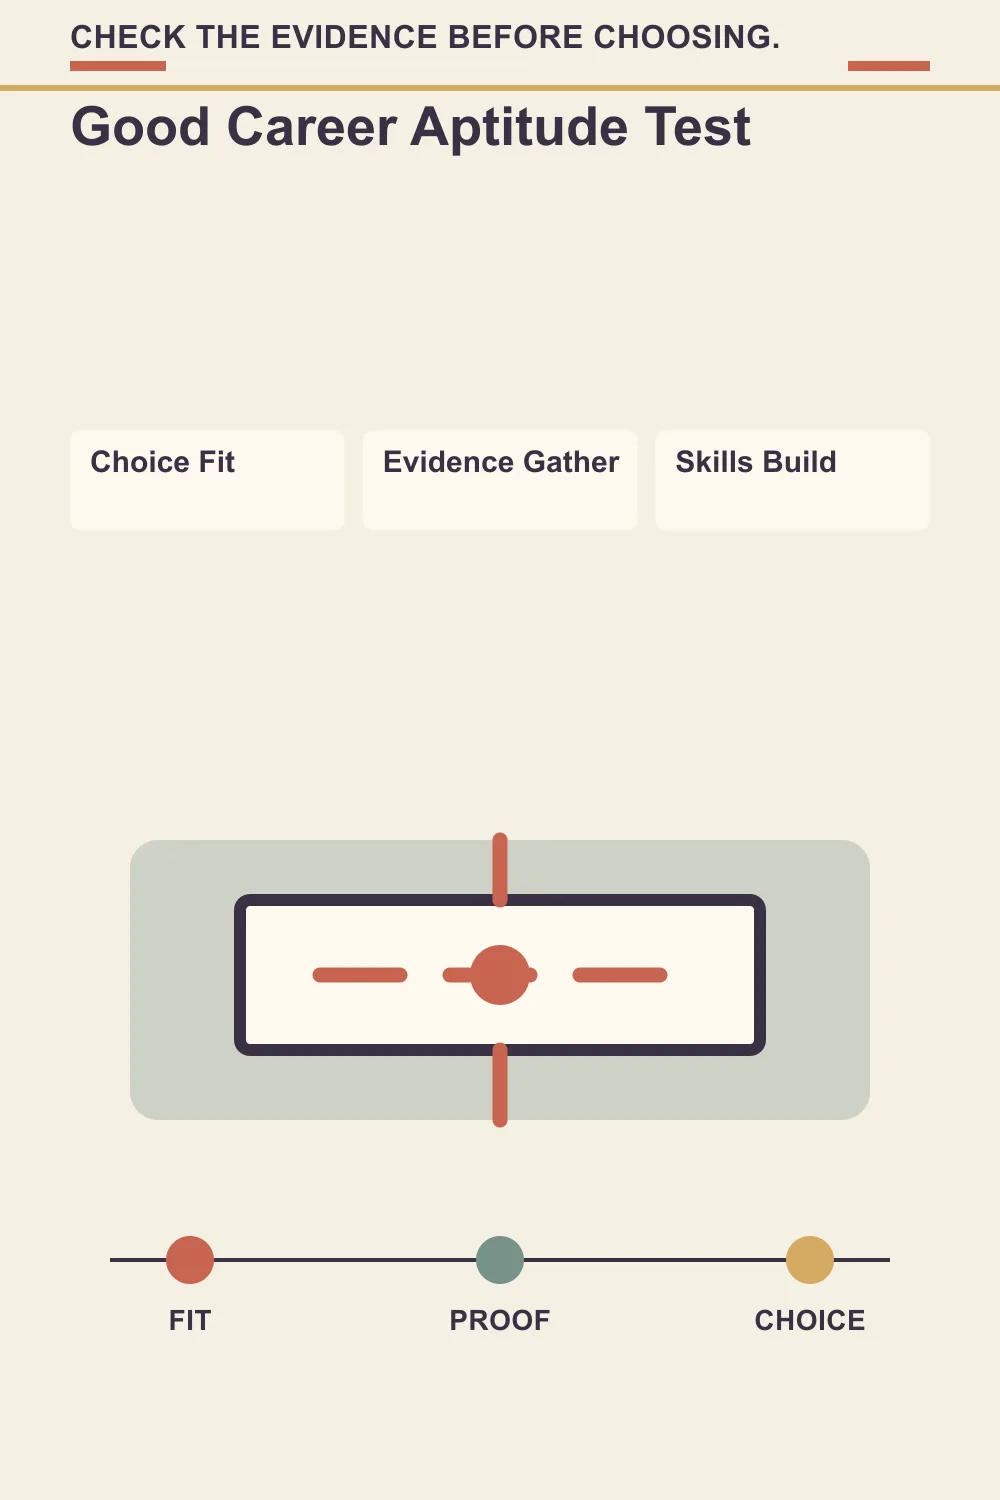 CHECK THE EVIDENCE BEFORE CHOOSING.
Good Career Aptitude Test
Choice Fit
Evidence Gather
Skills Build
FIT
PROOF
CHOICE